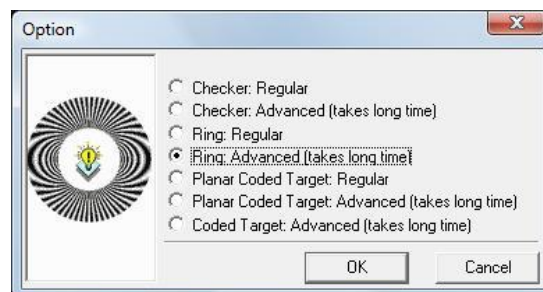 Option
Checker: Regular
Checker: Advanced (takes long time)
Ring: Regular
Ring: Advanced (takes long time)
Planar Coded Target: Regular
Planar Coded Target: Advanced (takes long time)
Coded Target: Advanced (takes long time)
OK
Cancel